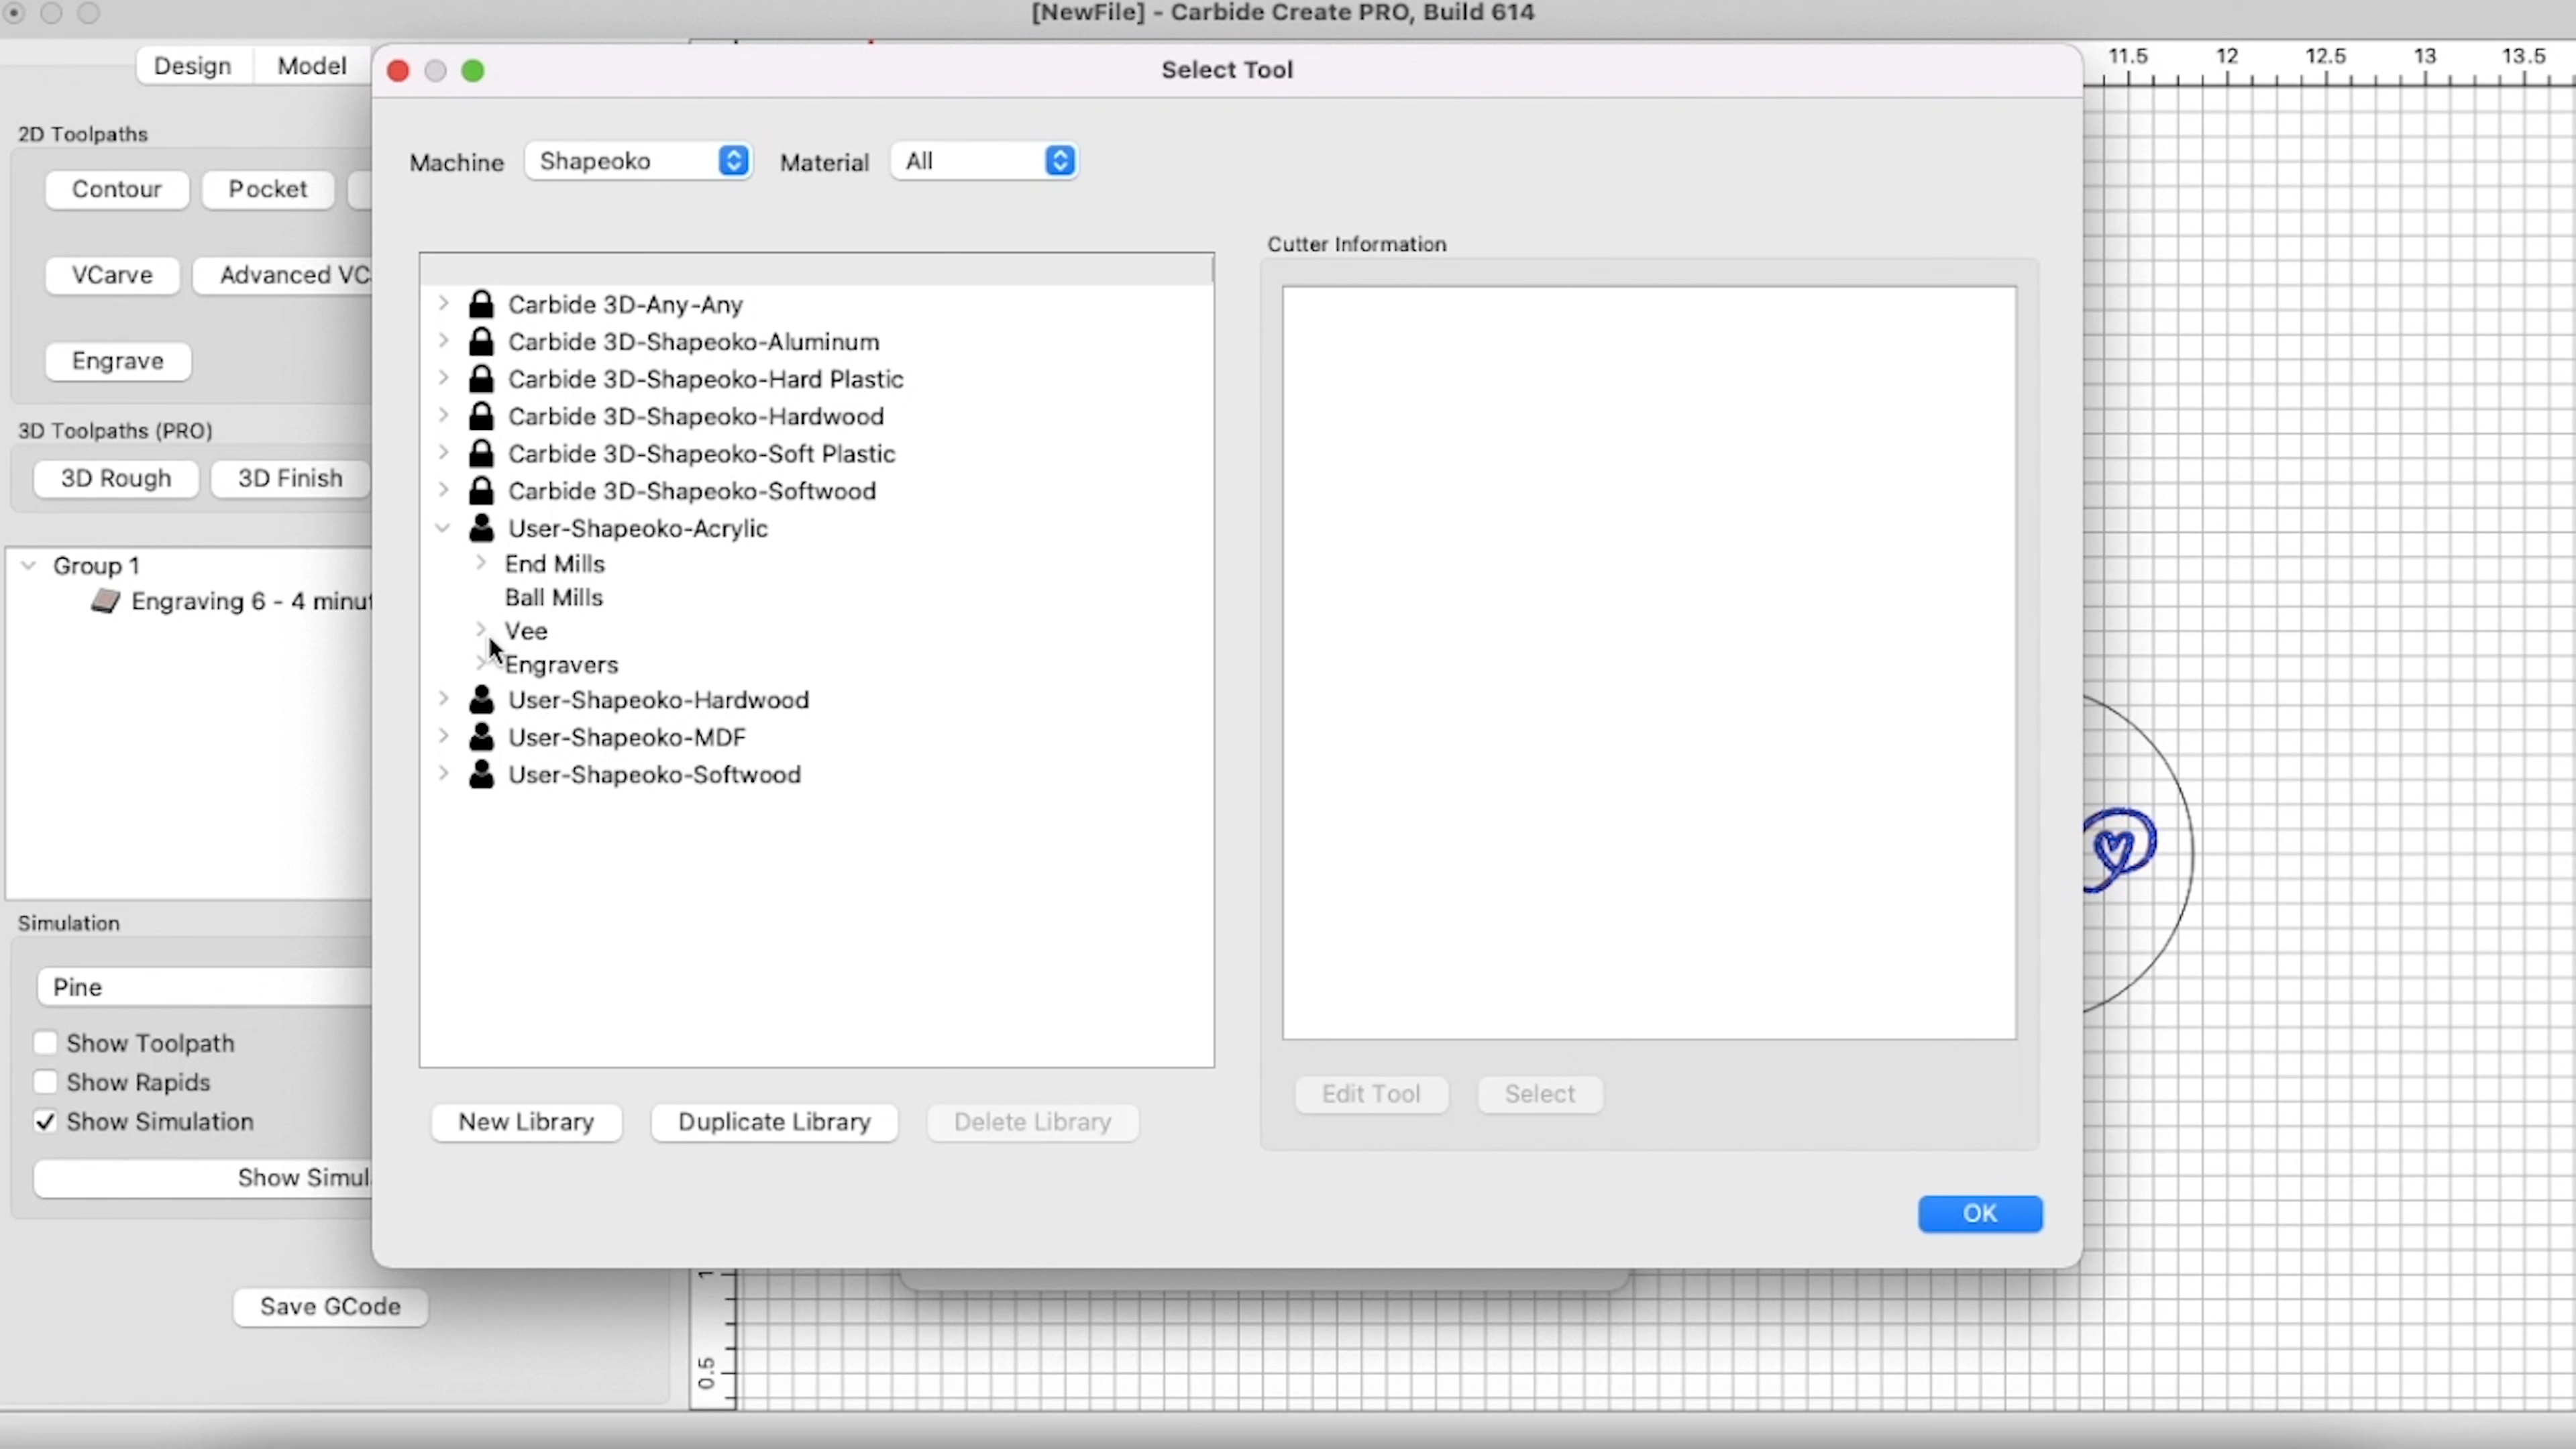 [NewFile] - Carbide Create PRO, Build 614
Design Model
Select Tool
11.5 12 12.5 13 13.5
2D Toolpaths
Contour Pocket
VCarve Advanced VC
Engrave
3D Toolpaths (PRO)
3D Rough 3D Finish
Group 1
Engraving 6 - 4 minut
Simulation
Pine
Show Toolpath
Show Rapids
Show Simulation
Show Simul
Save GCode
Machine Shapeoko Material All
Carbide 3D-Any-Any
Carbide 3D-Shapeoko-Aluminum
Carbide 3D-Shapeoko-Hard Plastic
Carbide 3D-Shapeoko-Hardwood
Carbide 3D-Shapeoko-Soft Plastic
Carbide 3D-Shapeoko-Softwood
User-Shapeoko-Acrylic
End Mills
Ball Mills
Vee
Engravers
User-Shapeoko-Hardwood
User-Shapeoko-MDF
User-Shapeoko-Softwood
New Library Duplicate Library Delete Library
Cutter Information
Edit Tool Select
OK
1
0.5